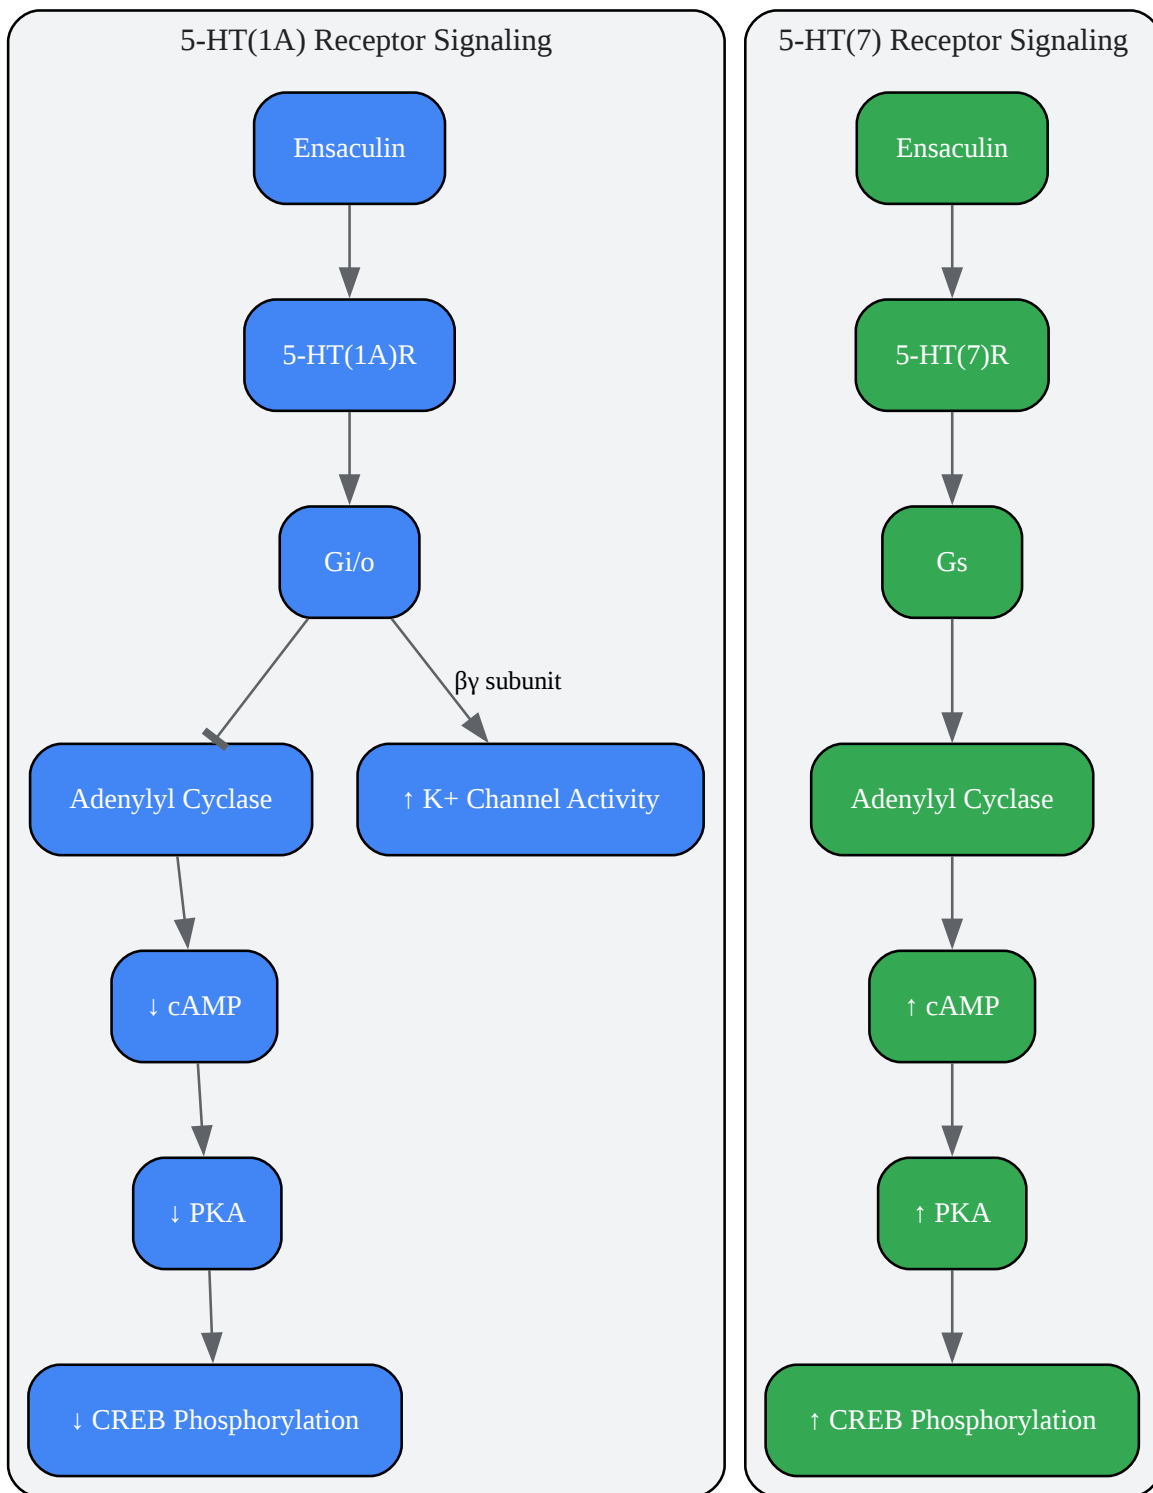 5-HT(1A) Receptor Signaling
Ensaculin
5-HT(1A)R
Gi/o
βγ subunit
Adenylyl Cyclase
↑ K+ Channel Activity
↓ cAMP
↓ PKA
↓ CREB Phosphorylation
5-HT(7) Receptor Signaling
Ensaculin
5-HT(7)R
Gs
Adenylyl Cyclase
↑ cAMP
↑ PKA
↑ CREB Phosphorylation